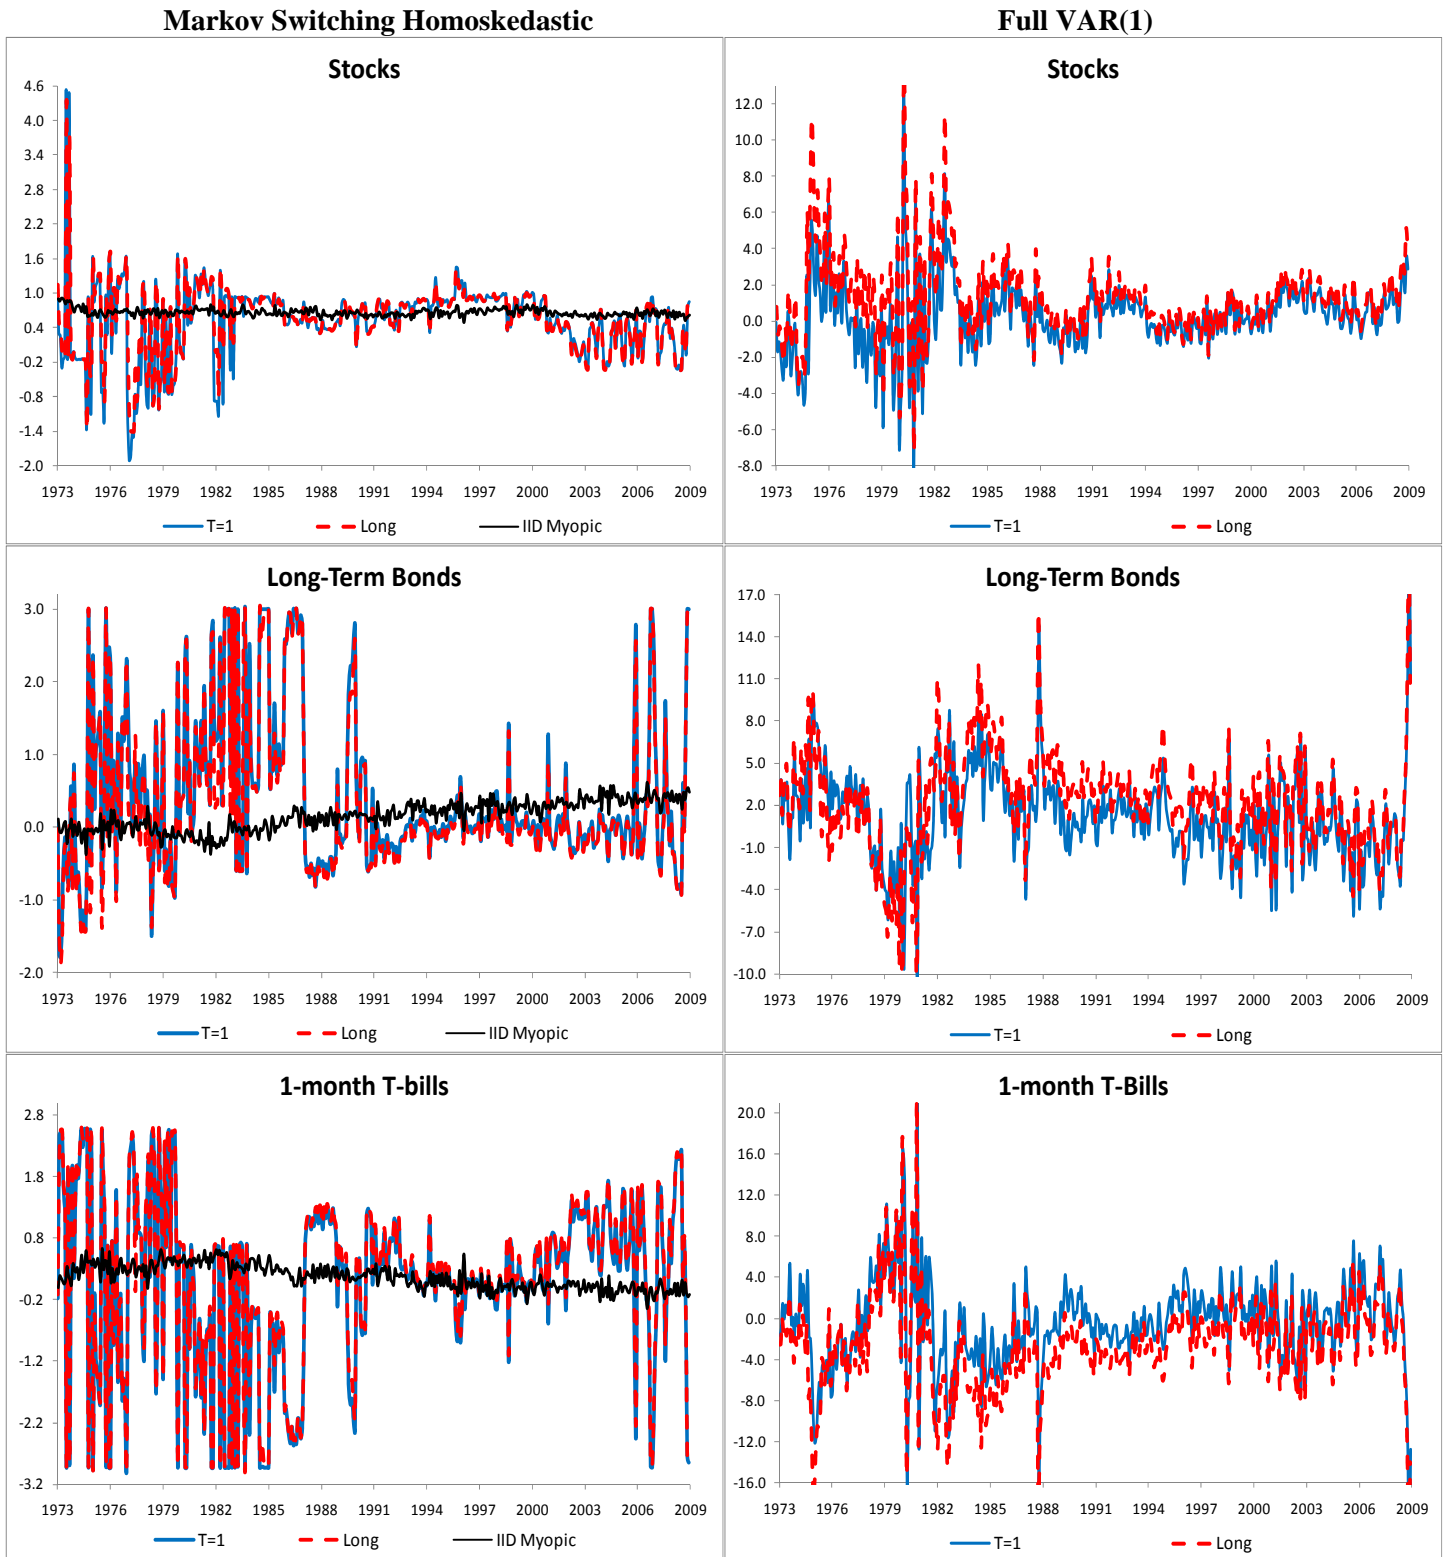 Markov Switching Homoskedastic
Full VAR(1)
Stocks
4.6
4.0
3.4
2.8
2.2
1.6
1.0
0.4
-0.2
-0.8
-1.4
-2.0
1973 1976 1979 1982 1985 1988 1991 1994 1997 2000 2003 2006 2009
T=1 Long IID Myopic
Stocks
12.0
10.0
8.0
6.0
4.0
2.0
0.0
-2.0
-4.0
-6.0
-8.0
1973 1976 1979 1982 1985 1988 1991 1994 1997 2000 2003 2006 2009
T=1 Long
Long-Term Bonds
3.0
2.0
1.0
0.0
-1.0
-2.0
1973 1976 1979 1982 1985 1988 1991 1994 1997 2000 2003 2006 2009
T=1 Long IID Myopic
Long-Term Bonds
17.0
14.0
11.0
8.0
5.0
2.0
-1.0
-4.0
-7.0
-10.0
1973 1976 1979 1982 1985 1988 1991 1994 1997 2000 2003 2006 2009
T=1 Long
1-month T-bills
2.8
1.8
0.8
-0.2
-1.2
-2.2
-3.2
1973 1976 1979 1982 1985 1988 1991 1994 1997 2000 2003 2006 2009
T=1 Long IID Myopic
1-month T-Bills
20.0
16.0
12.0
8.0
4.0
0.0
-4.0
-8.0
-12.0
-16.0
1973 1976 1979 1982 1985 1988 1991 1994 1997 2000 2003 2006 2009
T=1 Long